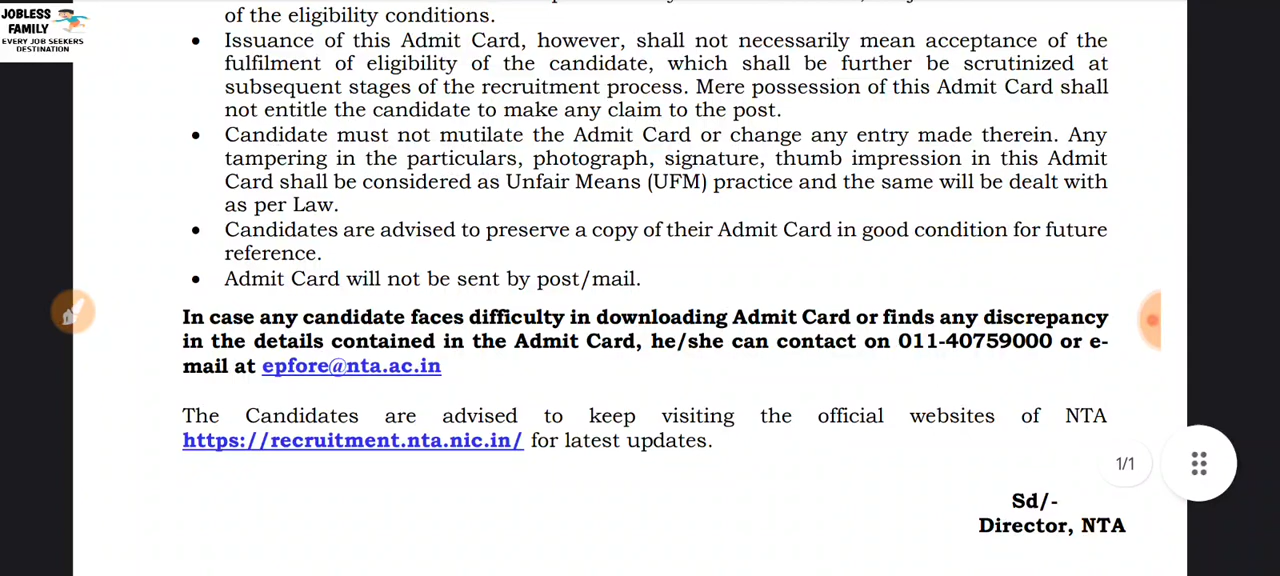 JOBLESS
FAMILY
EVERY JOB SEEKERS
DESTINATION
of the eligibility conditions.
• Issuance of this Admit Card, however, shall not necessarily mean acceptance of the
fulfilment of eligibility of the candidate, which shall be further be scrutinized at
subsequent stages of the recruitment process. Mere possession of this Admit Card shall
not entitle the candidate to make any claim to the post.
• Candidate must not mutilate the Admit Card or change any entry made therein. Any
tampering in the particulars, photograph, signature, thumb impression in this Admit
Card shall be considered as Unfair Means (UFM) practice and the same will be dealt with
as per Law.
• Candidates are advised to preserve a copy of their Admit Card in good condition for future
reference.
• Admit Card will not be sent by post/mail.
In case any candidate faces difficulty in downloading Admit Card or finds any discrepancy
in the details contained in the Admit Card, he/she can contact on 011-40759000 or e-
mail at epfore@nta.ac.in
The Candidates are advised to keep visiting the official websites of NTA
https://recruitment.nta.nic.in/ for latest updates.
1/1
Sd/-
Director, NTA